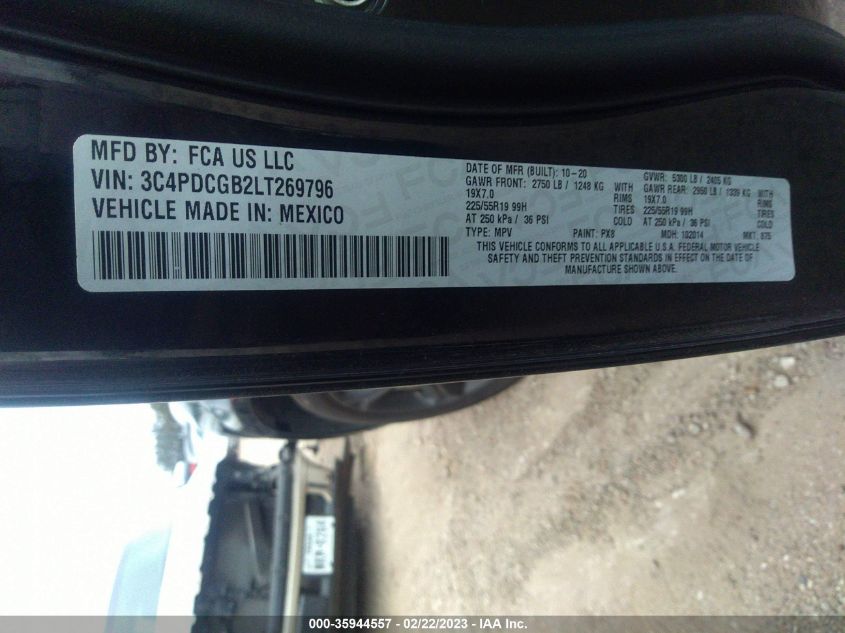 MFD BY: FCA US LLC
VIN: 3C4PDCGB2LT269796
VEHICLE MADE IN: MEXICO
DATE OF MFR (BUILT): 10-20 GVWR: 5300 LB / 2405 KG
GAWR FRONT: 2750 LB / 1248 KG WITH GAWR REAR: 2950 LB / 1339 KG WITH
19X7.0 RIMS 19X7.0 RIMS
225/55R19 99H TIRES 225/55R19 99H TIRES
AT 250 kPa / 36 PSI COLD AT 250 kPa / 36 PSI COLD
TYPE: MPV PAINT: PX8 MDH: 102014 MKT: 875
THIS VEHICLE CONFORMS TO ALL APPLICABLE U.S.A. FEDERAL MOTOR VEHICLE
SAFETY AND THEFT PREVENTION STANDARDS IN EFFECT ON THE DATE OF
MANUFACTURE SHOWN ABOVE.
000-35944557 - 02/22/2023 - IAA Inc.